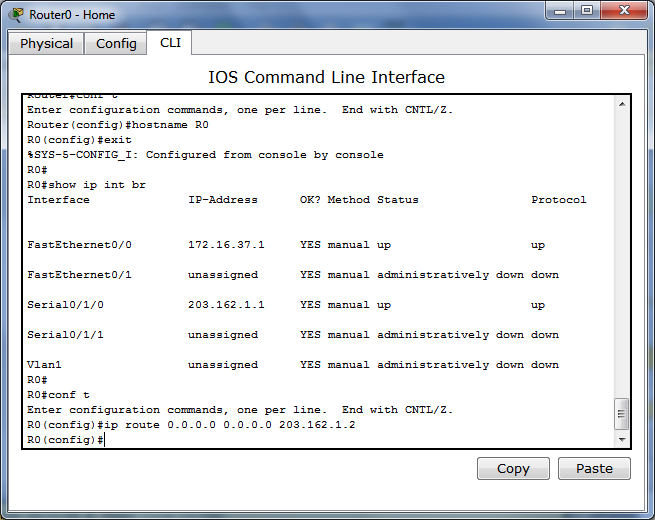 Router0 - Home
Physical Config CLI
IOS Command Line Interface
Router#conf t
Enter configuration commands, one per line.  End with CNTL/Z.
Router(config)#hostname R0
R0(config)#exit
%SYS-5-CONFIG_I: Configured from console by console
R0#
R0#show ip int br
Interface              IP-Address      OK? Method Status                Protocol
FastEthernet0/0        172.16.37.1     YES manual up                    up
FastEthernet0/1        unassigned      YES manual administratively down down
Serial0/1/0            203.162.1.1     YES manual up                    up
Serial0/1/1            unassigned      YES manual administratively down down
Vlan1                  unassigned      YES manual administratively down down
R0#
R0#conf t
Enter configuration commands, one per line.  End with CNTL/Z.
R0(config)#ip route 0.0.0.0 0.0.0.0 203.162.1.2
R0(config)#
Copy Paste